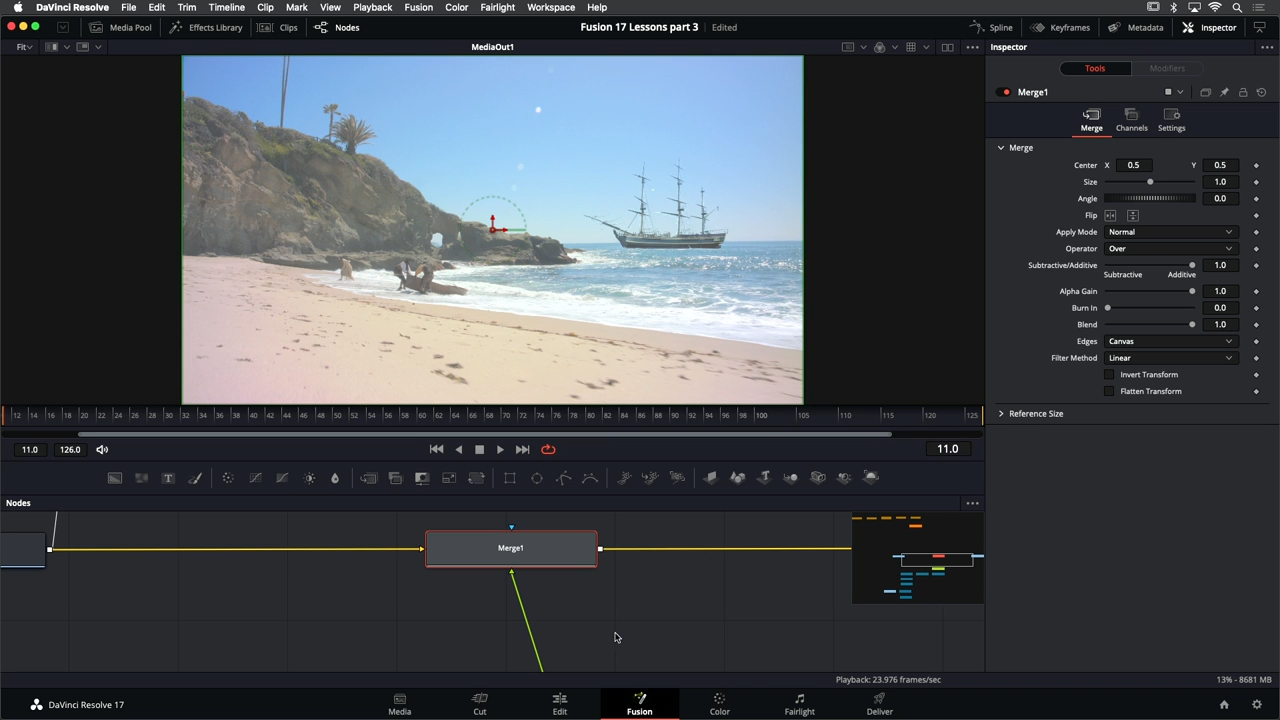 DaVinci Resolve File Edit Trim Timeline Clip Mark View Playback Fusion Color Fairlight Workspace Help
Media Pool Effects Library Clips Nodes Fusion 17 Lessons part 3 Edited Spline Keyframes Metadata Inspector
Fit MediaOut1 Inspector
Tools Modifiers
Merge1
Merge Channels Settings
Merge
Center X 0.5 Y 0.5
Size 1.0
Angle 0.0
Flip
Apply Mode Normal
Operator Over
Subtractive/Additive 1.0
Subtractive Additive
Alpha Gain 1.0
Burn In 0.0
Blend 1.0
Edges Canvas
Filter Method Linear
Invert Transform
Flatten Transform
Reference Size
12 14 16 18 20 22 24 26 28 30 32 34 36 38 40 42 44 46 48 50 52 54 56 58 60 62 64 66 68 70 72 74 76 78 80 82 84 86 88 90 92 94 96 98 100 105 110 115 120 125
11.0 126.0 11.0
Nodes
Merge1
Playback: 23.976 frames/sec 13% - 8681 MB
DaVinci Resolve 17 Media Cut Edit Fusion Color Fairlight Deliver